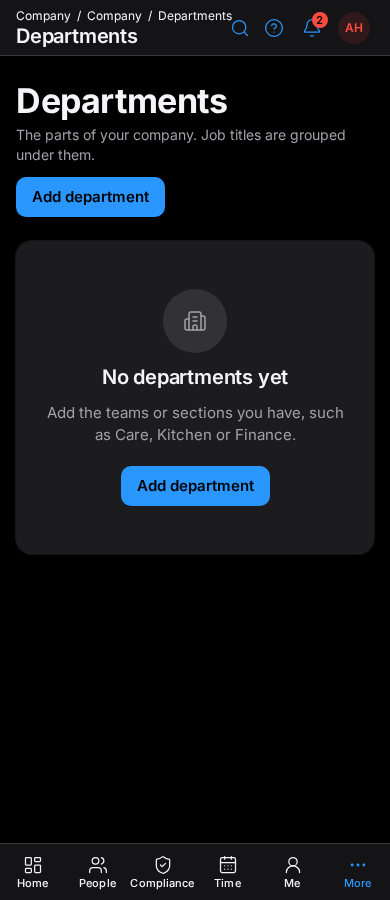 Company / Company / Departments
Departments
2
AH
Departments
The parts of your company. Job titles are grouped
under them.
Add department
No departments yet
Add the teams or sections you have, such
as Care, Kitchen or Finance.
Add department
Home People Compliance Time Me More